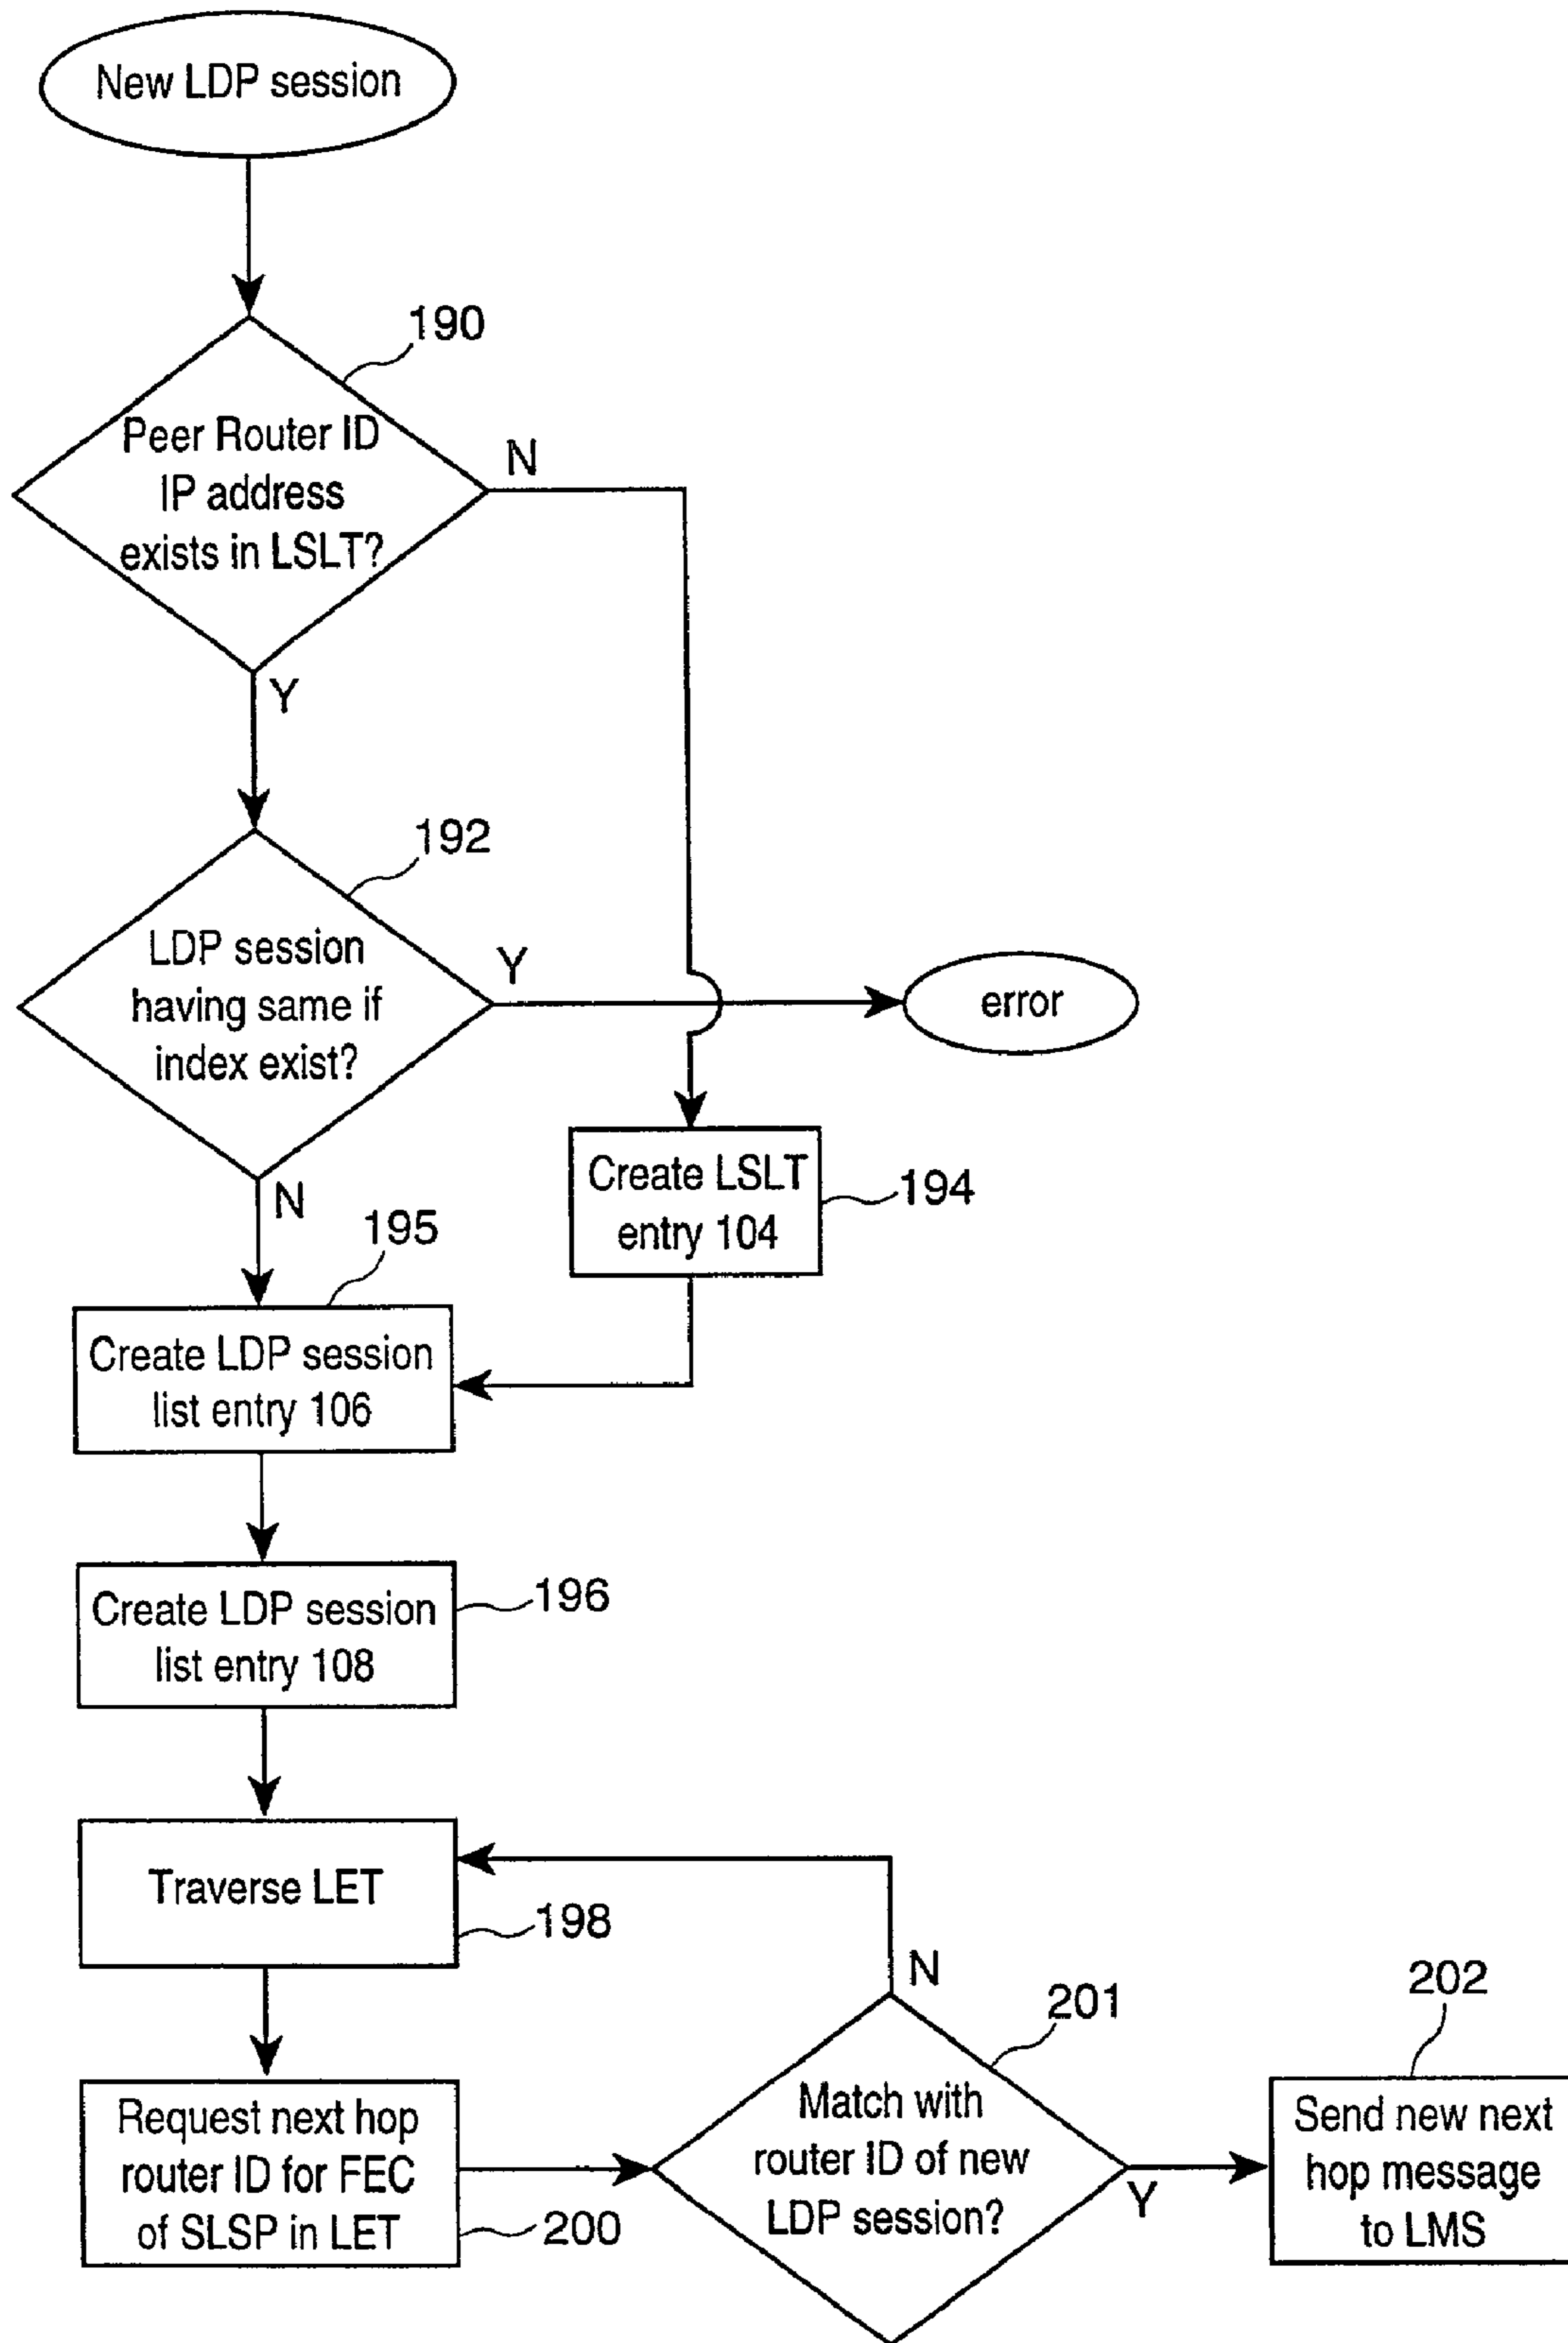 New LDP session
190
Peer Router ID
IP address
exists in LSLT?
N
Y
192
LDP session
having same if
index exist?
Y
error
N
Create LSLT
entry 104
194
195
Create LDP session
list entry 106
Create LDP session
list entry 108
196
Traverse LET
198
N
201
202
Request next hop
router ID for FEC
of SLSP in LET
200
Match with
router ID of new
LDP session?
Y
Send new next
hop message
to LMS